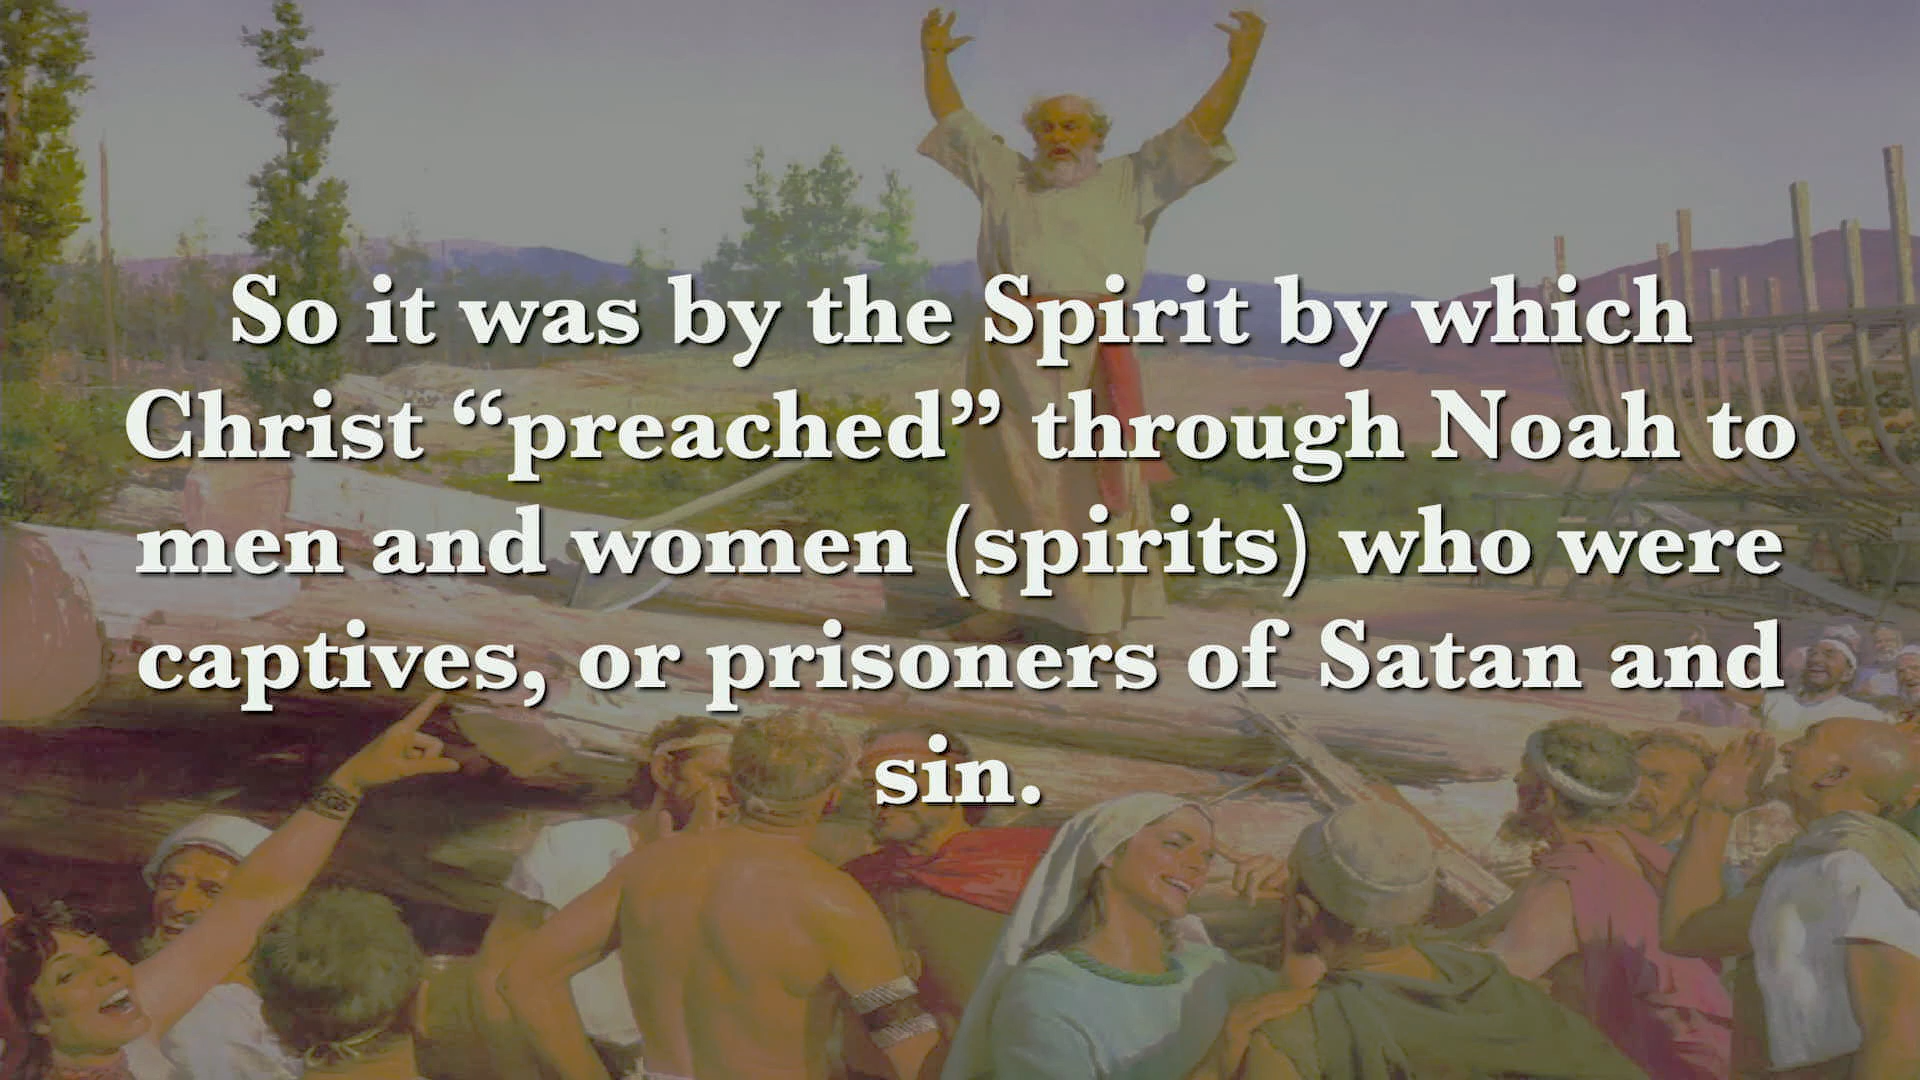 So it was by the Spirit by which
Christ “preached” through Noah to
men and women (spirits) who were
captives, or prisoners of Satan and
sin.